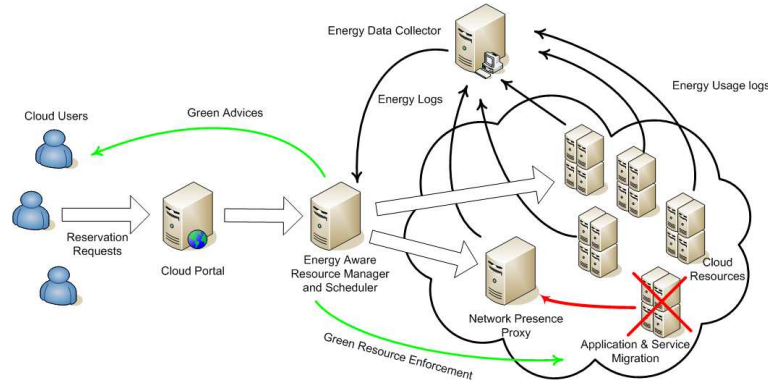 Energy Data Collector
Energy Usage logs
Energy Logs
Green Advices
Cloud Users
Reservation
Requests
Cloud Portal
Energy Aware
Resource Manager
and Scheduler
Network Presence
Proxy
Cloud
Resources
Application & Service
Migration
Green Resource Enforcement